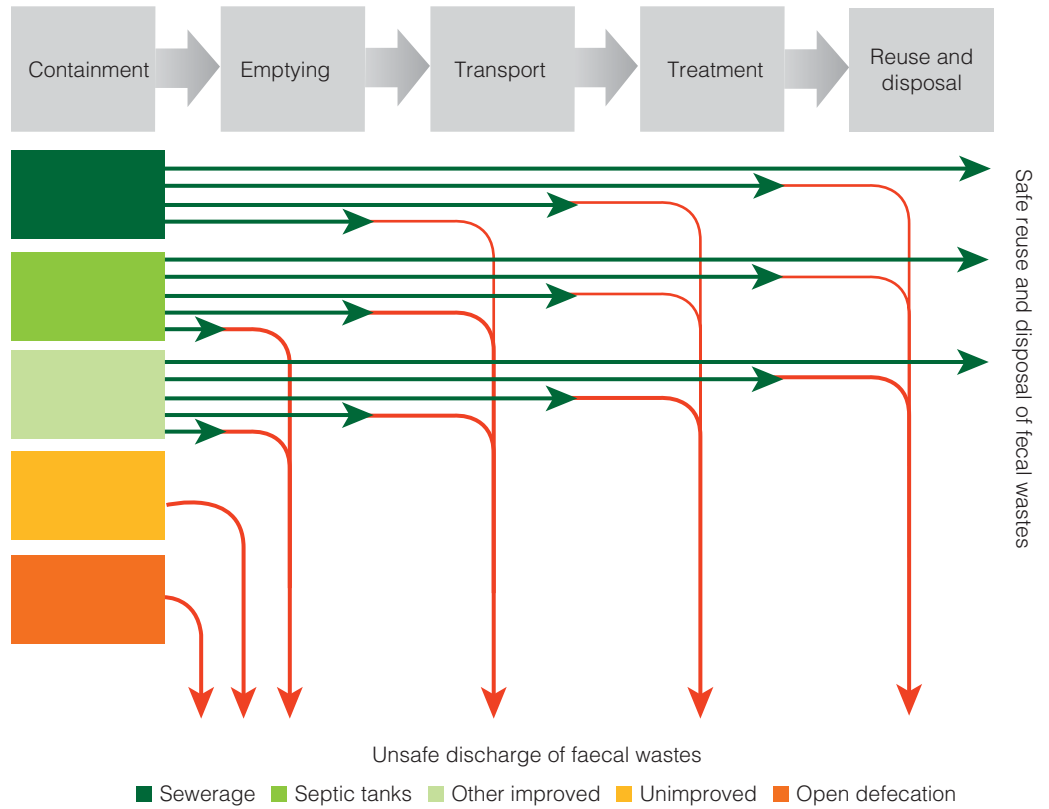 Containment
Emptying
Transport
Treatment
Reuse and
disposal
Safe reuse and disposal of fecal wastes
Unsafe discharge of faecal wastes
Sewerage
Septic tanks
Other improved
Unimproved
Open defecation